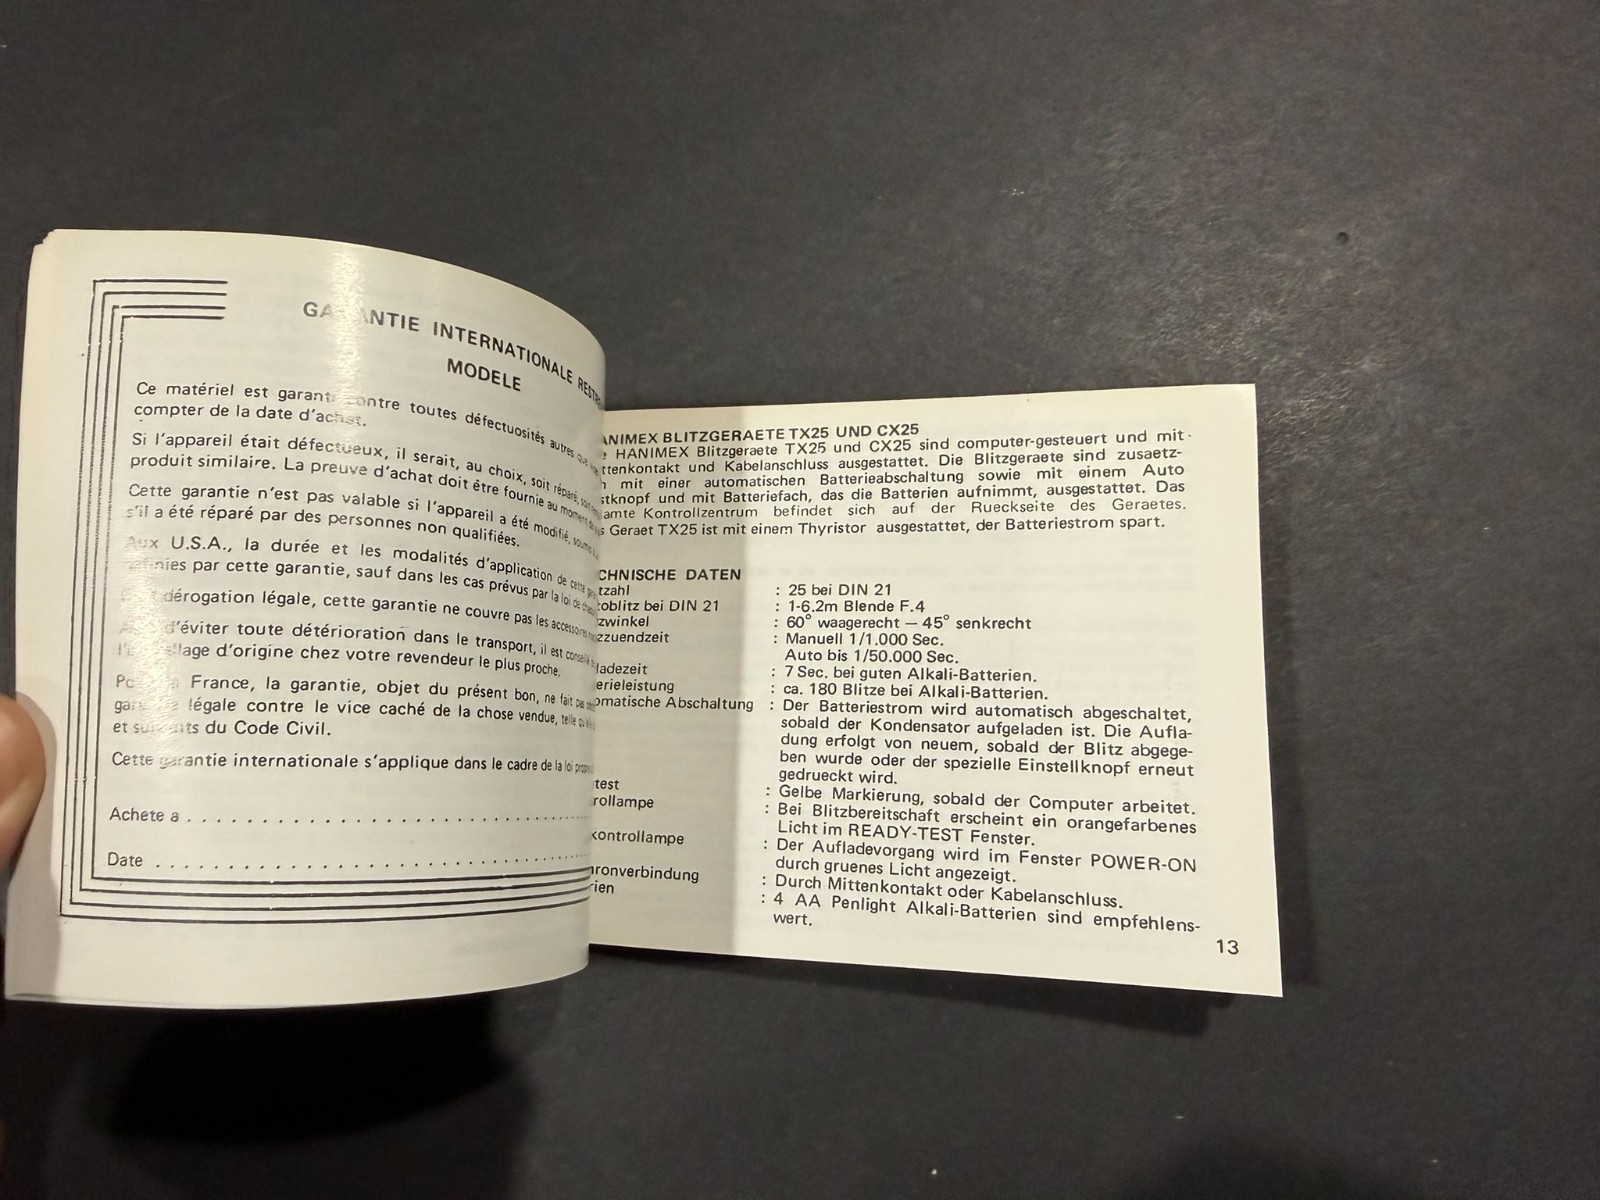 INTERNATIONALE
MODELE
Ce matériel est contre toutes défectuosités autres que
compter de la date d'achat.
Si l'appareil était défectueux, il serait, au choix, soit réparé, soit
produit similaire. La preuve d'achat doit être fournie au moment
Cette garantie n'est pas valable si l'appareil a été modifié, soumis à
s'il a été réparé par des personnes non qualifiées.
Aux U.S.A., la durée et les modalités d'application de cette
par cette garantie, sauf dans les cas prévus par la loi de
dérogation légale, cette garantie ne couvre pas les accessoires
d'éviter toute détérioration dans le transport, il est conseillé
d'origine chez votre revendeur le plus proche.
France, la garantie, objet du présent bon, ne fait pas
légale contre le vice caché de la chose vendue, telle
et du Code Civil.
Cette garantie internationale s'applique dans le cadre de la loi
Achete a . . . . . . . . . . . . . . . . . . . . . . . . . . . . . .
Date . . . . . . . . . . . . . . . . . . . . . . . . . . . . . . . .
ANIMEX BLITZGERAETE TX25 UND CX25
HANIMEX Blitzgeraete TX25 und CX25 sind computer-gesteuert und mit
ttenkontakt und Kabelanschluss ausgestattet. Die Blitzgeraete sind zusaetz-
mit einer automatischen Batterieabschaltung sowie mit einem Auto
stknopf und mit Batteriefach, das die Batterien aufnimmt, ausgestattet. Das
amte Kontrollzentrum befindet sich auf der Rueckseite des Geraetes.
s Geraet TX25 ist mit einem Thyristor ausgestattet, der Batteriestrom spart.
CHNISCHE DATEN
tzahl : 25 bei DIN 21
toblitz bei DIN 21 : 1-6.2m Blende F.4
zwinkel : 60° waagerecht — 45° senkrecht
zzuendzeit : Manuell 1/1.000 Sec.
Auto bis 1/50.000 Sec.
ladezeit : 7 Sec. bei guten Alkali-Batterien.
erieleistung : ca. 180 Blitze bei Alkali-Batterien.
omatische Abschaltung : Der Batteriestrom wird automatisch abgeschaltet,
sobald der Kondensator aufgeladen ist. Die Aufla-
dung erfolgt von neuem, sobald der Blitz abgege-
ben wurde oder der spezielle Einstellknopf erneut
gedrueckt wird.
test : Gelbe Markierung, sobald der Computer arbeitet.
rollampe : Bei Blitzbereitschaft erscheint ein orangefarbenes
Licht im READY-TEST Fenster.
kontrollampe : Der Aufladevorgang wird im Fenster POWER-ON
durch gruenes Licht angezeigt.
ronverbindung : Durch Mittenkontakt oder Kabelanschluss.
rien : 4 AA Penlight Alkali-Batterien sind empfehlens-
wert.
13